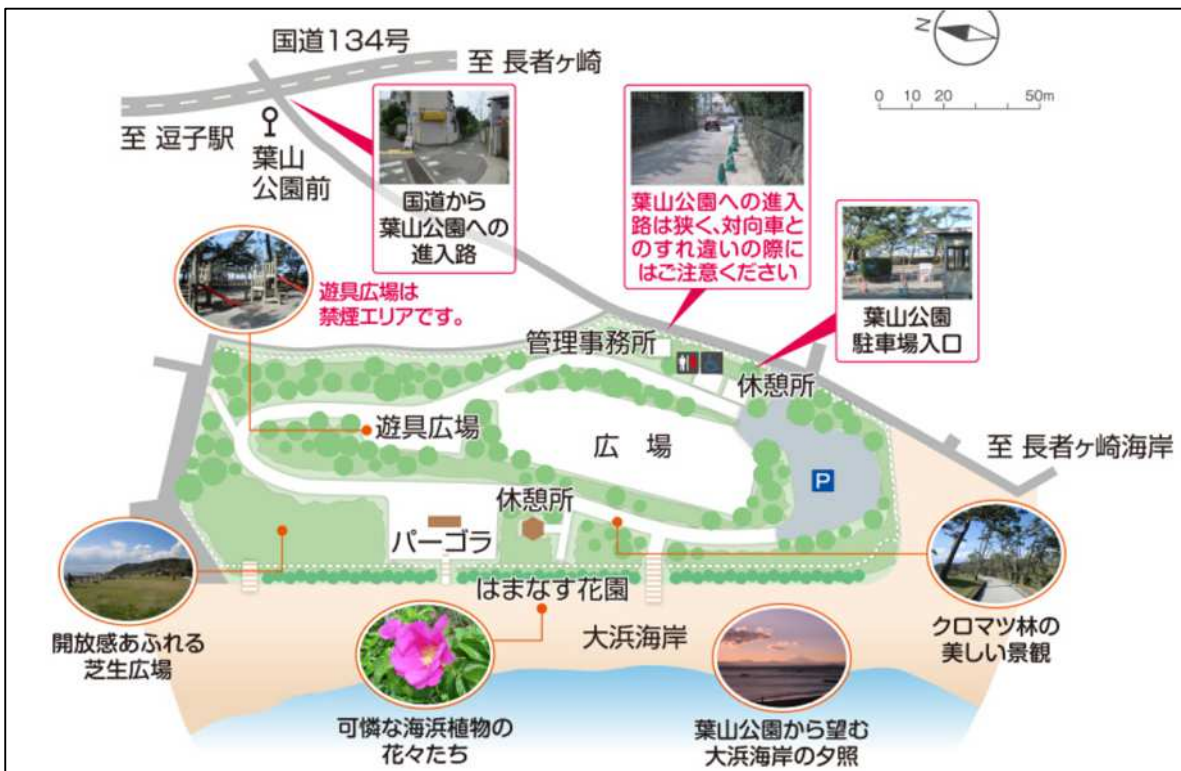 国道134号
至 長者ヶ崎
N
0 10 20 50m
至 逗子駅
葉山
公園前
国道から
葉山公園への
進入路
葉山公園への進入
路は狭く、対向車と
のすれ違いの際に
はご注意ください
葉山公園
駐車場入口
遊具広場は
禁煙エリアです。
管理事務所
休憩所
遊具広場
広 場
至 長者ヶ崎海岸
P
休憩所
パーゴラ
はまなす花園
大浜海岸
開放感あふれる
芝生広場
クロマツ林の
美しい景観
可憐な海浜植物の
花々たち
葉山公園から望む
大浜海岸の夕照